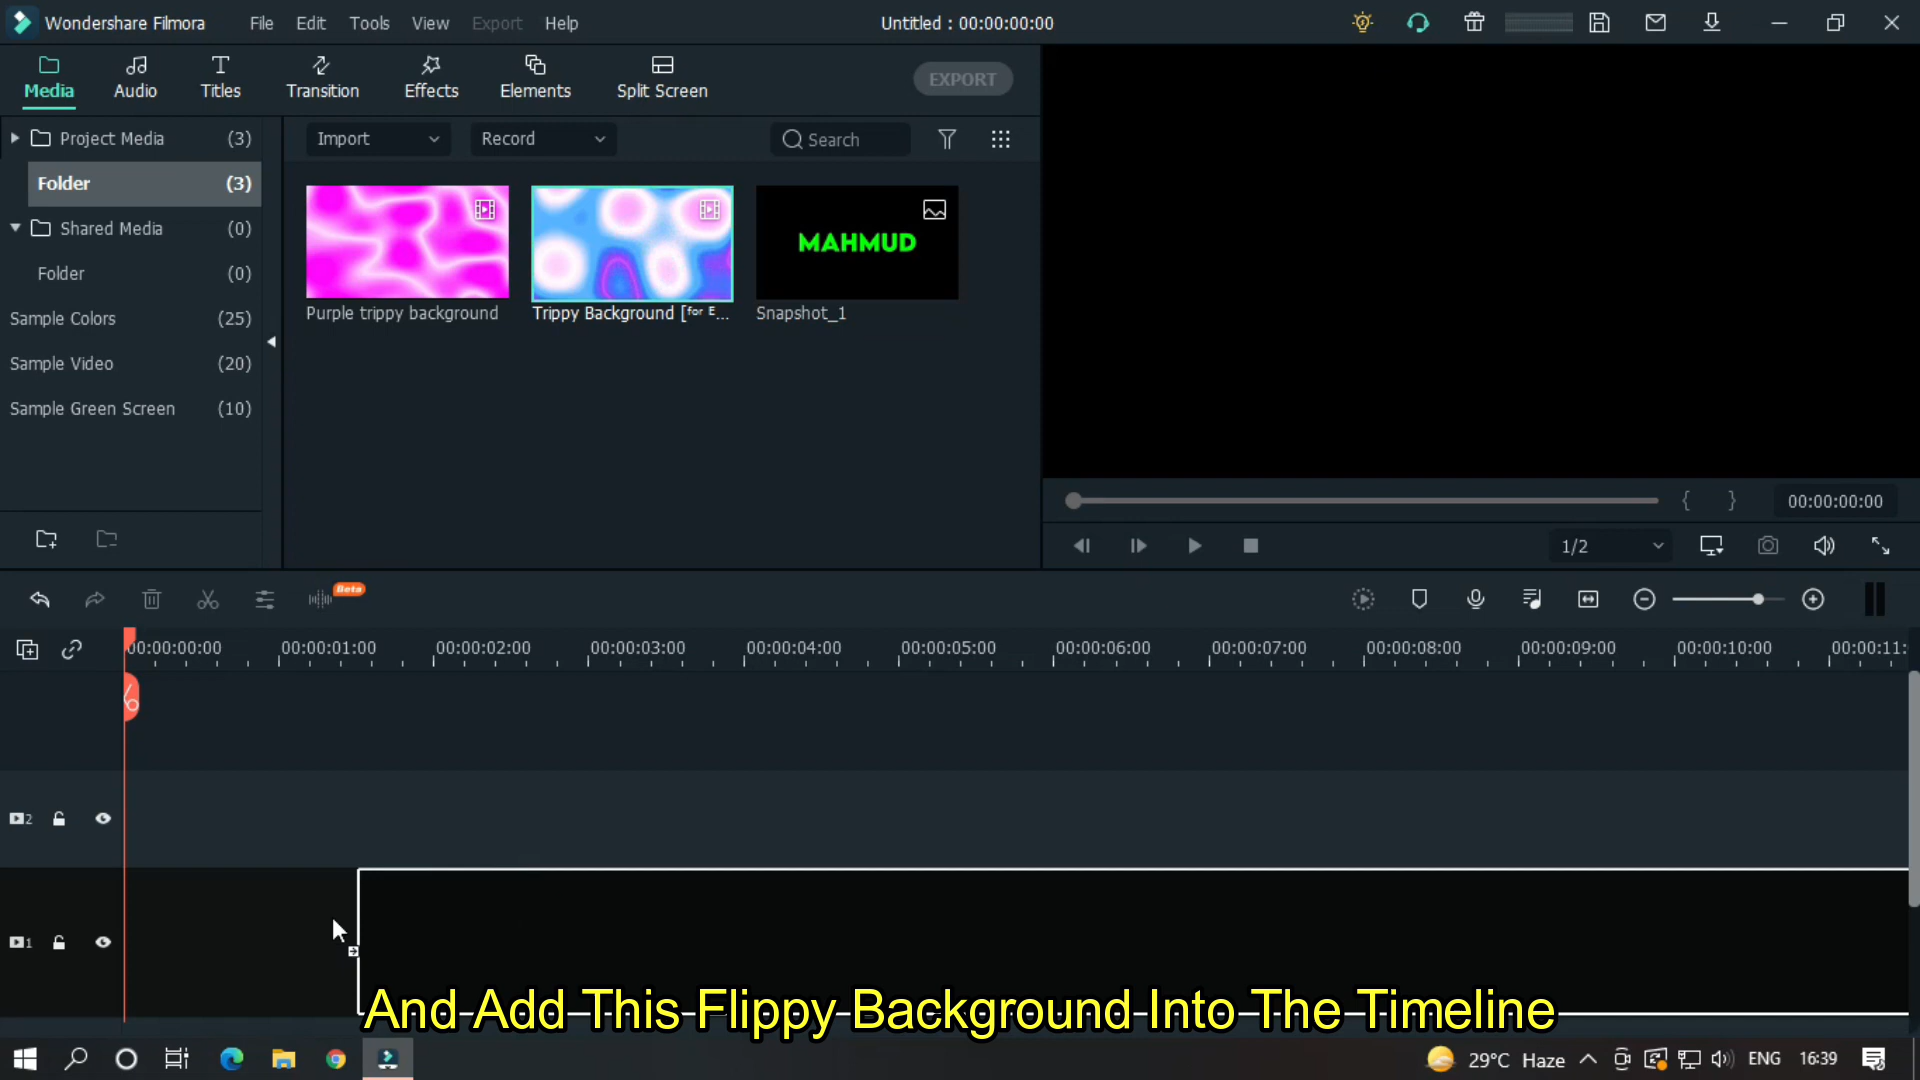 Wondershare Filmora File Edit Tools View Export Help Untitled : 00:00:00:00
Media Audio Titles Transition Effects Elements Split Screen EXPORT
Project Media (3) Import Record Search
Folder (3)
Shared Media (0)
Folder (0)
Sample Colors (25)
Sample Video (20)
Sample Green Screen (10)
MAHMUD
Purple trippy background Trippy Background [ᶠᵒʳ ᴱ... Snapshot_1
{ } 00:00:00:00
1/2
Beta
00:00:00:00 00:00:01:00 00:00:02:00 00:00:03:00 00:00:04:00 00:00:05:00 00:00:06:00 00:00:07:00 00:00:08:00 00:00:09:00 00:00:10:00 00:00:11:
2
1
And Add This Flippy Background Into The Timeline
29°C Haze ENG 16:39